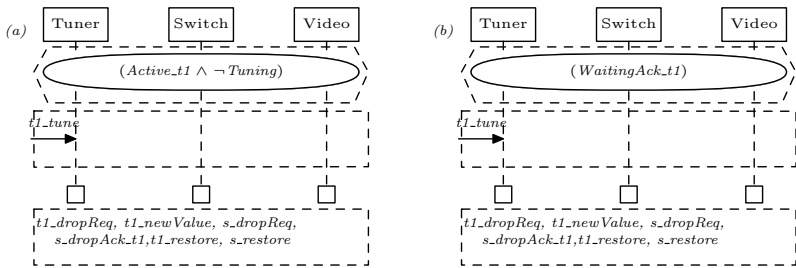 (a)
Tuner Switch Video
(Active_t1 ∧ ¬ Tuning)
t1_tune
t1_dropReq, t1_newValue, s_dropReq,
s_dropAck_t1,t1_restore, s_restore
(b)
Tuner Switch Video
(WaitingAck_t1)
t1_tune
t1_dropReq, t1_newValue, s_dropReq,
s_dropAck_t1,t1_restore, s_restore